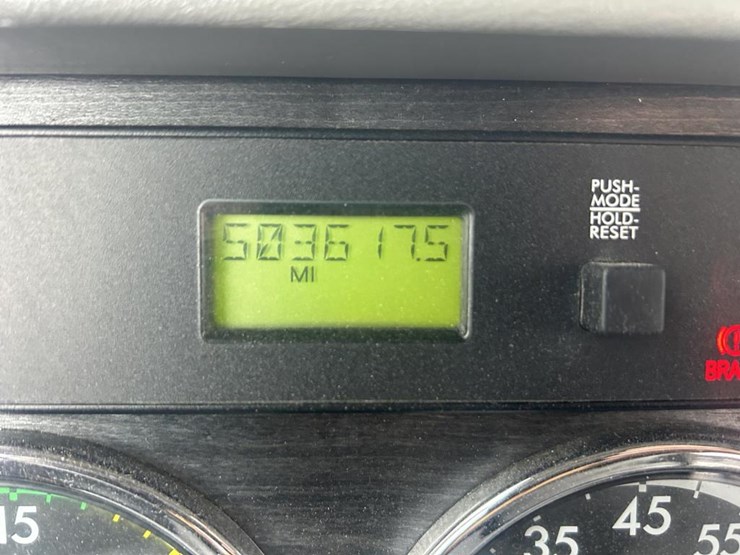 PUSH-
MODE
HOLD-
RESET
503617.5
MI
15
35 45 55